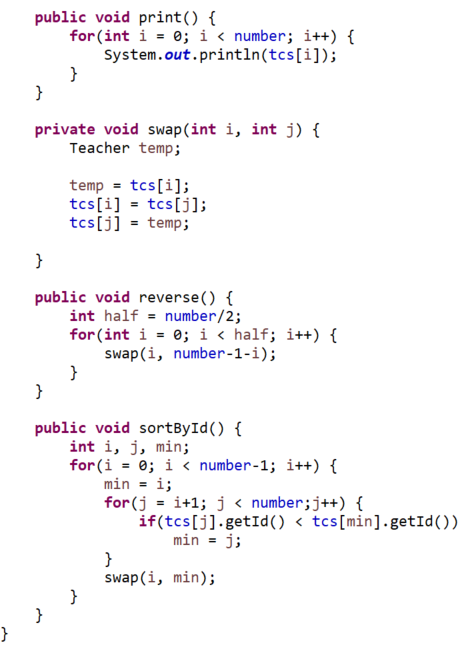 public void print() {
        for(int i = 0; i < number; i++) {
            System.out.println(tcs[i]);
        }
    }

    private void swap(int i, int j) {
        Teacher temp;

        temp = tcs[i];
        tcs[i] = tcs[j];
        tcs[j] = temp;

    }

    public void reverse() {
        int half = number/2;
        for(int i = 0; i < half; i++) {
            swap(i, number-1-i);
        }
    }

    public void sortById() {
        int i, j, min;
        for(i = 0; i < number-1; i++) {
            min = i;
            for(j = i+1; j < number;j++) {
                if(tcs[j].getId() < tcs[min].getId())
                    min = j;
            }
            swap(i, min);
        }
    }
}